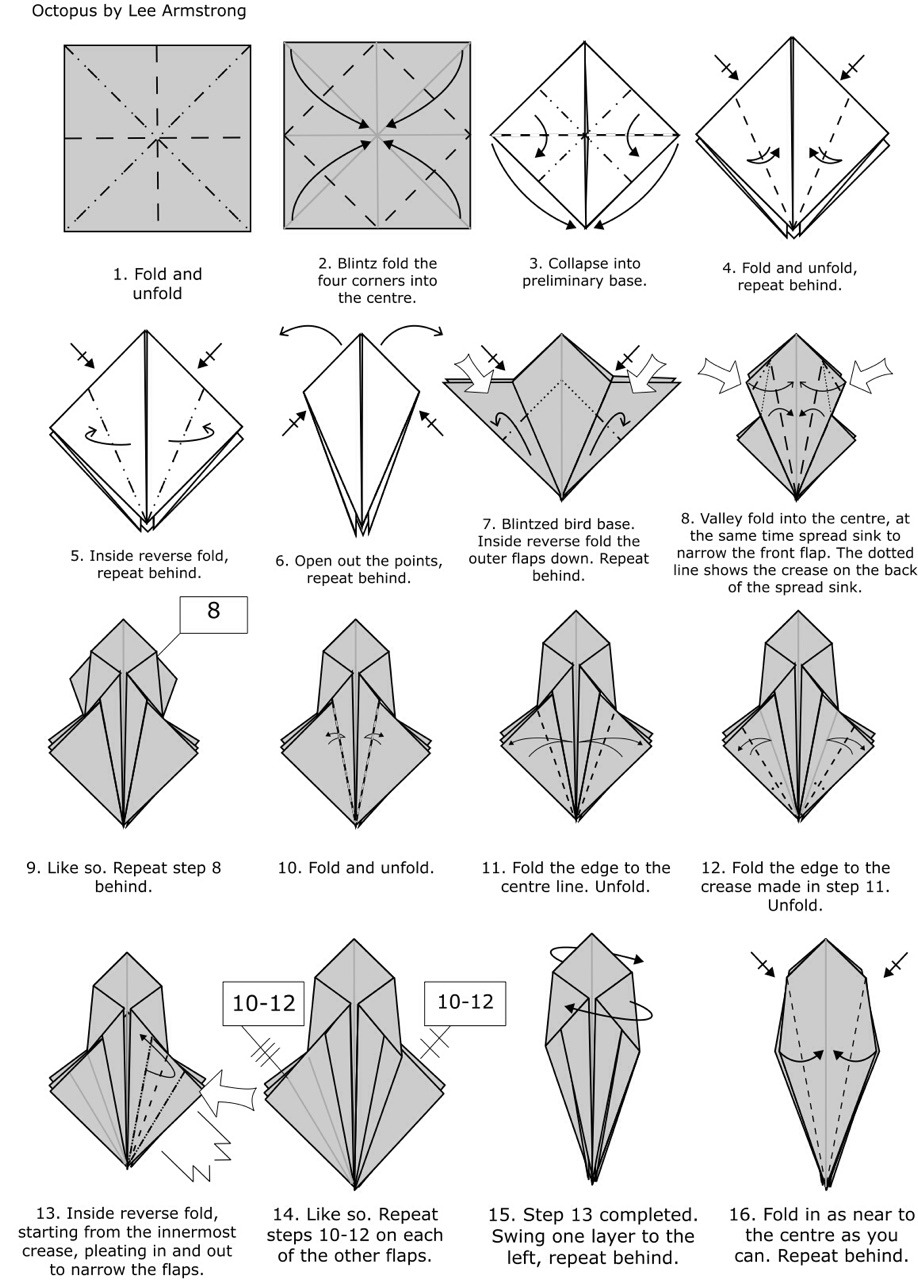 Octopus by Lee Armstrong
1. Fold and
unfold
2. Blintz fold the
four corners into
the centre.
3. Collapse into
preliminary base.
4. Fold and unfold,
repeat behind.
5. Inside reverse fold,
repeat behind.
6. Open out the points,
repeat behind.
7. Blintzed bird base.
Inside reverse fold the
outer flaps down. Repeat
behind.
8. Valley fold into the centre, at
the same time spread sink to
narrow the front flap. The dotted
line shows the crease on the back
of the spread sink.
8
9. Like so. Repeat step 8
behind.
10. Fold and unfold.
11. Fold the edge to the
centre line. Unfold.
12. Fold the edge to the
crease made in step 11.
Unfold.
10-12
10-12
13. Inside reverse fold,
starting from the innermost
crease, pleating in and out
to narrow the flaps.
14. Like so. Repeat
steps 10-12 on each
of the other flaps.
15. Step 13 completed.
Swing one layer to the
left, repeat behind.
16. Fold in as near to
the centre as you
can. Repeat behind.